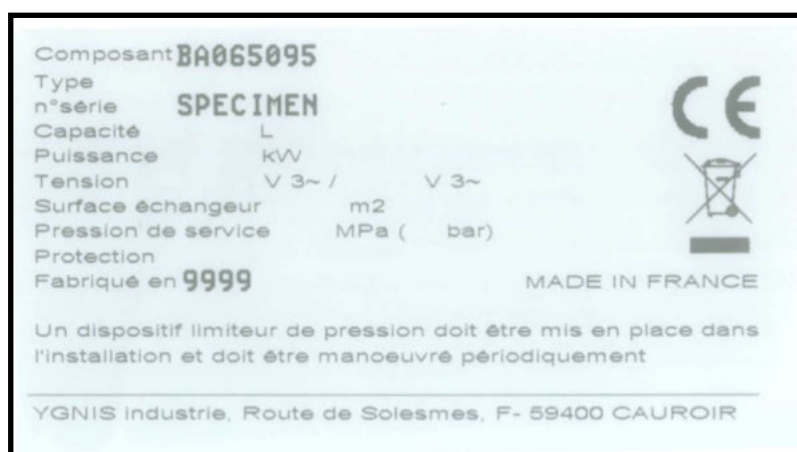 Composant BA065095
Type
n°série SPECIMEN
Capacité L
Puissance kW
Tension V 3~ / V 3~
Surface échangeur m2
Pression de service MPa ( bar)
Protection
Fabriqué en 9999
CE
MADE IN FRANCE
Un dispositif limiteur de pression doit être mis en place dans
l'installation et doit être manoeuvré périodiquement
YGNIS industrie, Route de Solesmes, F- 59400 CAUROIR